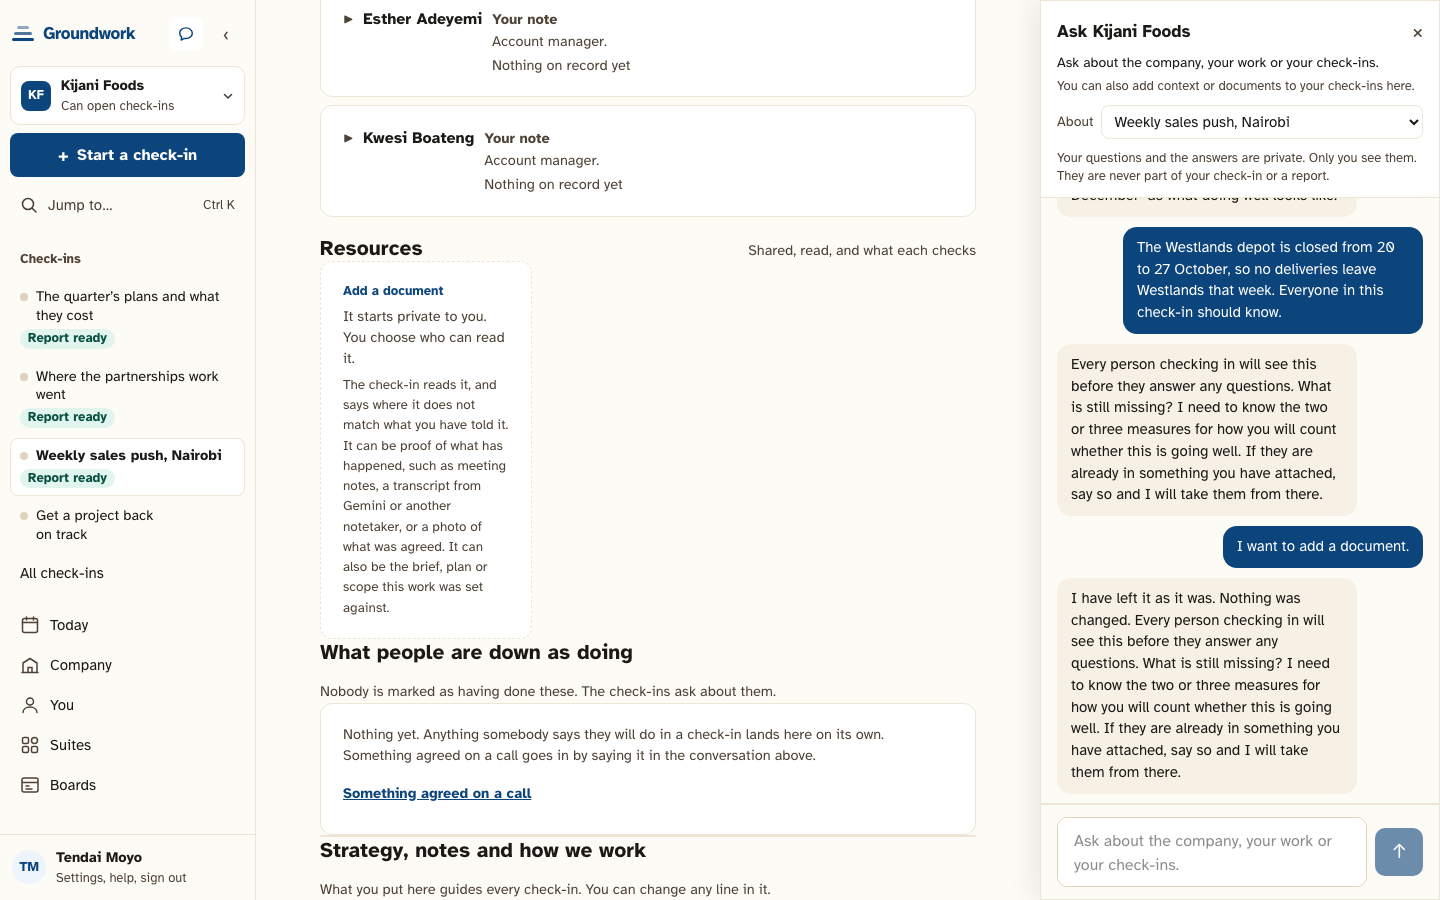 Groundwork
KF
Kijani Foods
Can open check-ins
+ Start a check-in
Jump to...
Ctrl K
Check-ins
The quarter's plans and what
they cost
Report ready
Where the partnerships work
went
Report ready
Weekly sales push, Nairobi
Report ready
Get a project back
on track
All check-ins
Today
Company
You
Suites
Boards
TM
Tendai Moyo
Settings, help, sign out
Esther Adeyemi
Your note
Account manager.
Nothing on record yet
Kwesi Boateng
Your note
Account manager.
Nothing on record yet
Resources
Shared, read, and what each checks
Add a document
It starts private to you.
You choose who can read
it.
The check-in reads it, and
says where it does not
match what you have told it.
It can be proof of what has
happened, such as meeting
notes, a transcript from
Gemini or another
notetaker, or a photo of
what was agreed. It can
also be the brief, plan or
scope this work was set
against.
What people are down as doing
Nobody is marked as having done these. The check-ins ask about them.
Nothing yet. Anything somebody says they will do in a check-in lands here on its own.
Something agreed on a call goes in by saying it in the conversation above.
Something agreed on a call
Strategy, notes and how we work
What you put here guides every check-in. You can change any line in it.
Ask Kijani Foods
Ask about the company, your work or your check-ins.
You can also add context or documents to your check-ins here.
About
Weekly sales push, Nairobi
Your questions and the answers are private. Only you see them.
They are never part of your check-in or a report.
December" as what doing well looks like.
The Westlands depot is closed from 20
to 27 October, so no deliveries leave
Westlands that week. Everyone in this
check-in should know.
Every person checking in will see this
before they answer any questions. What
is still missing? I need to know the two
or three measures for how you will count
whether this is going well. If they are
already in something you have attached,
say so and I will take them from there.
I want to add a document.
I have left it as it was. Nothing was
changed. Every person checking in will
see this before they answer any
questions. What is still missing? I need
to know the two or three measures for
how you will count whether this is going
well. If they are already in something you
have attached, say so and I will take
them from there.
Ask about the company, your work or
your check-ins.